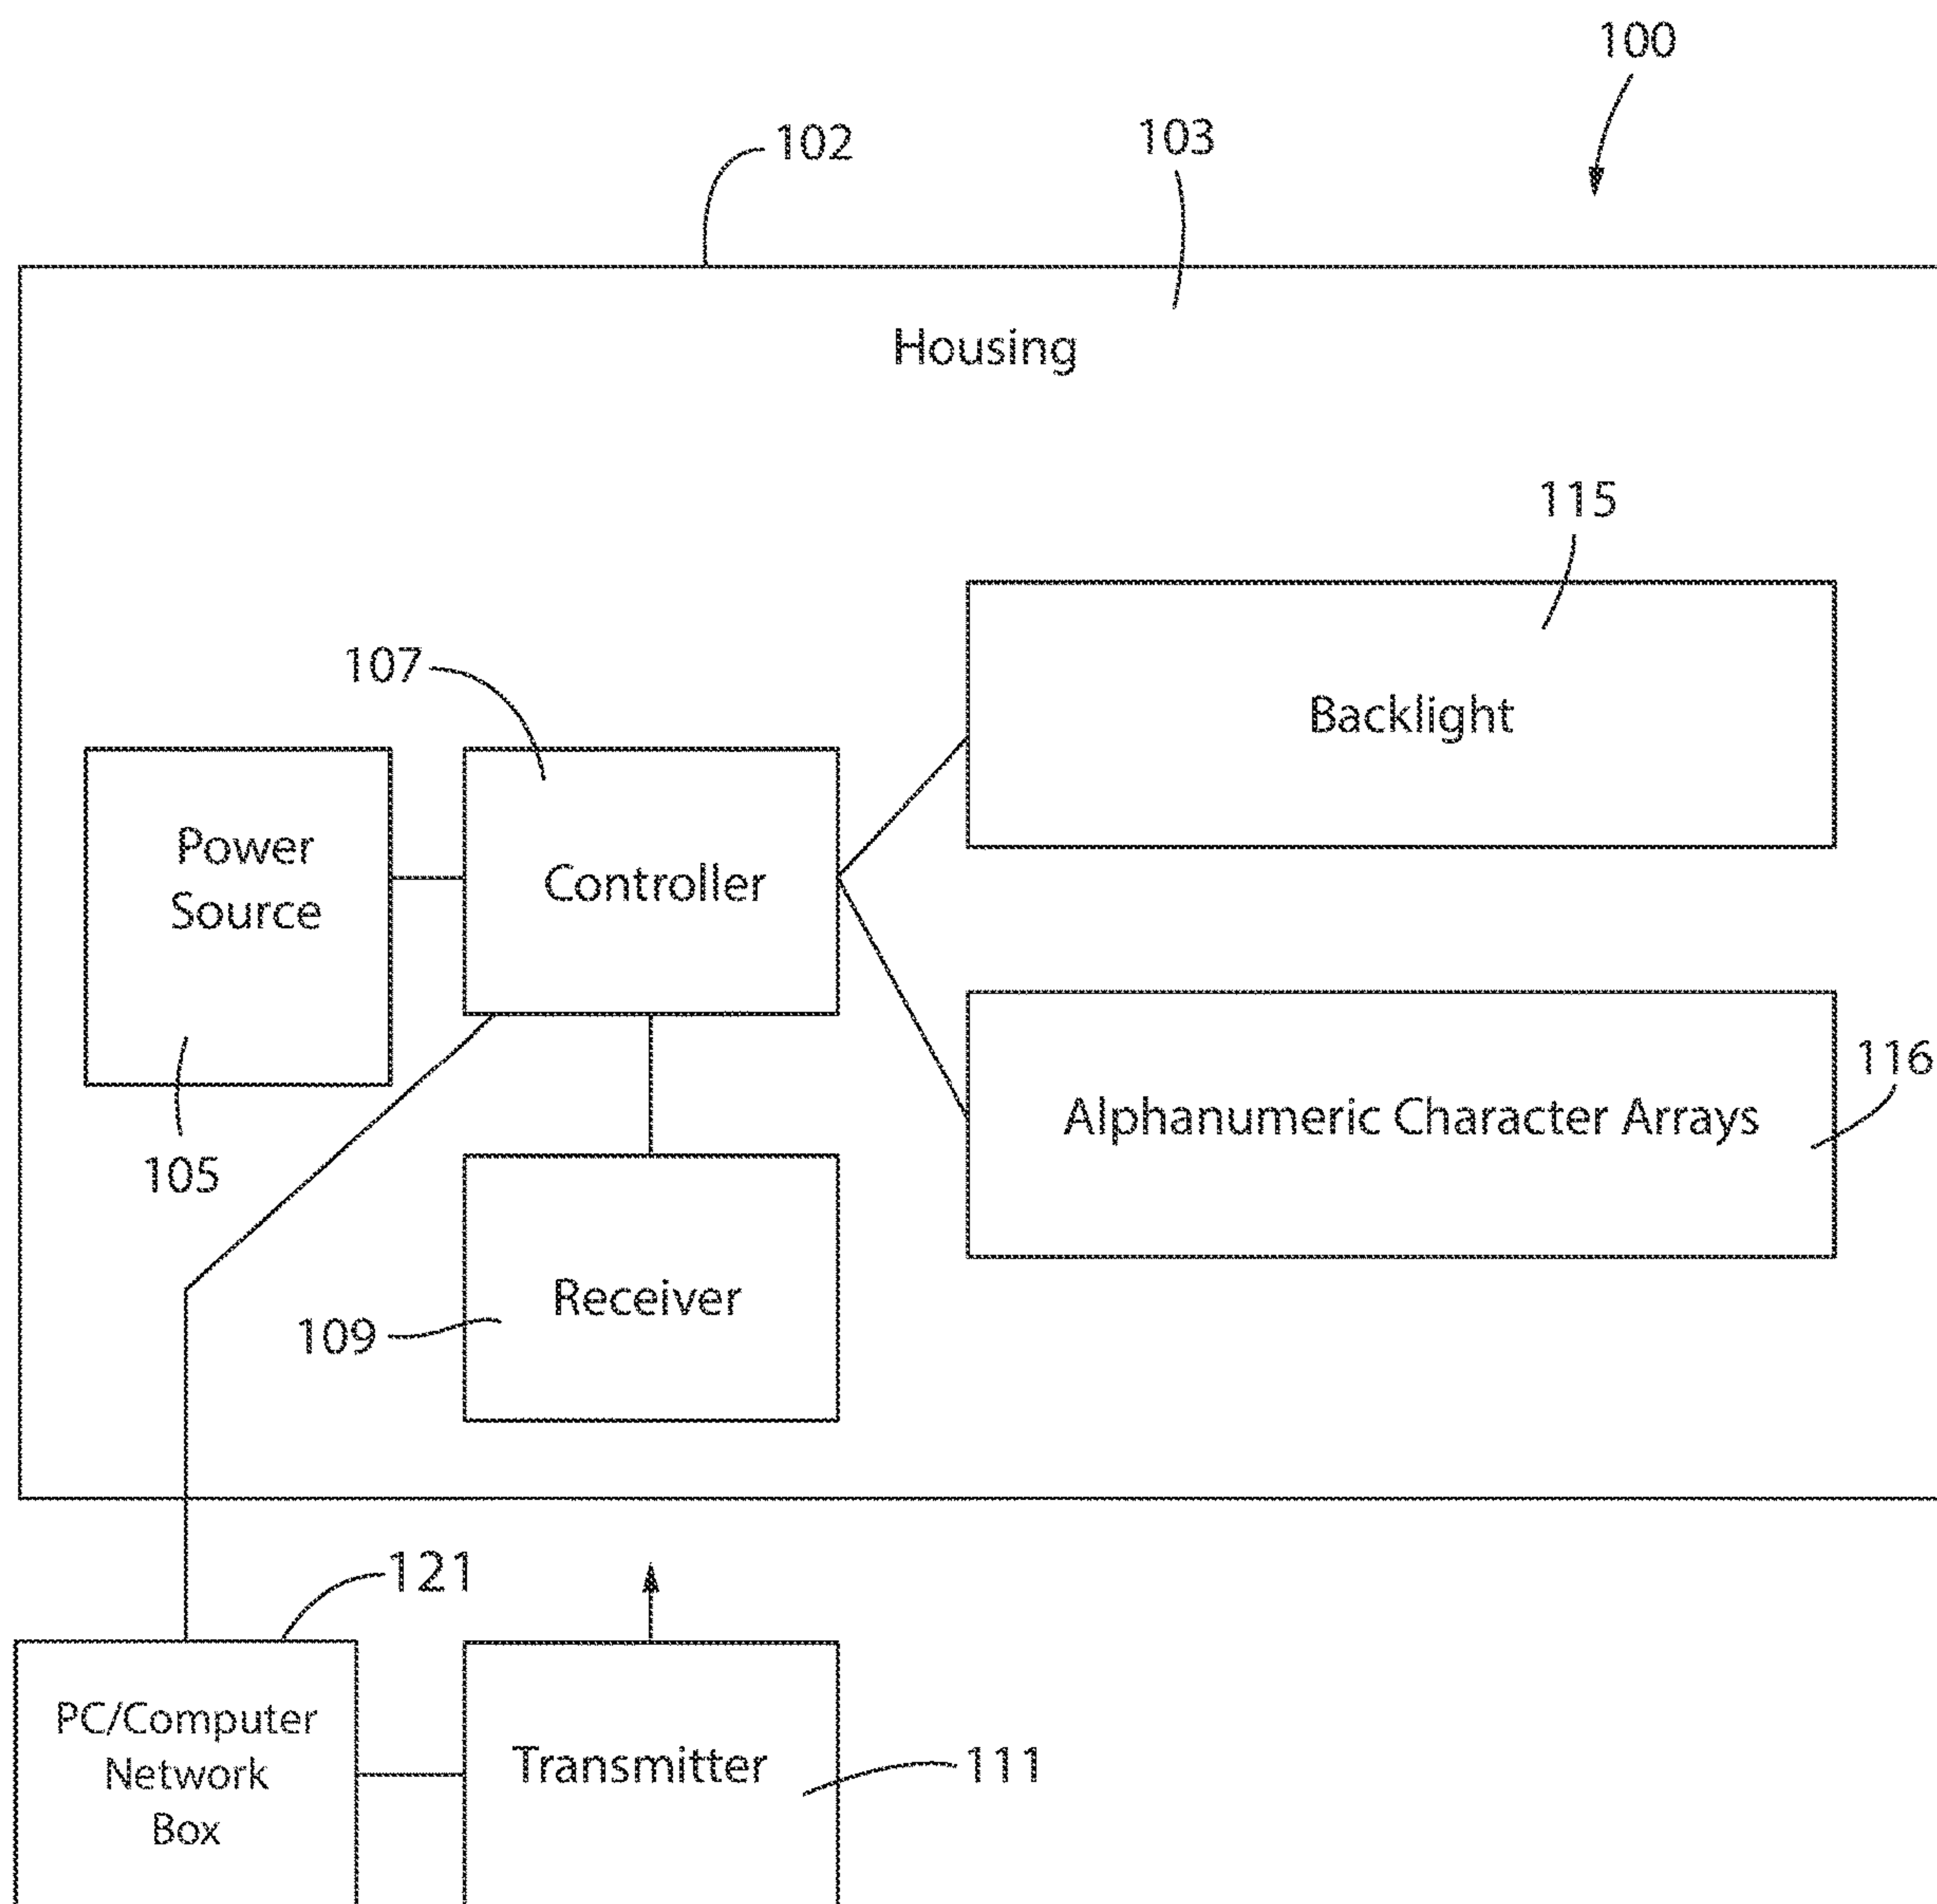 100
102
103
Housing
115
107
Backlight
Power
Source
Controller
116
Alphanumeric Character Arrays
105
Receiver
109
121
PC/Computer
Network
Box
Transmitter
111